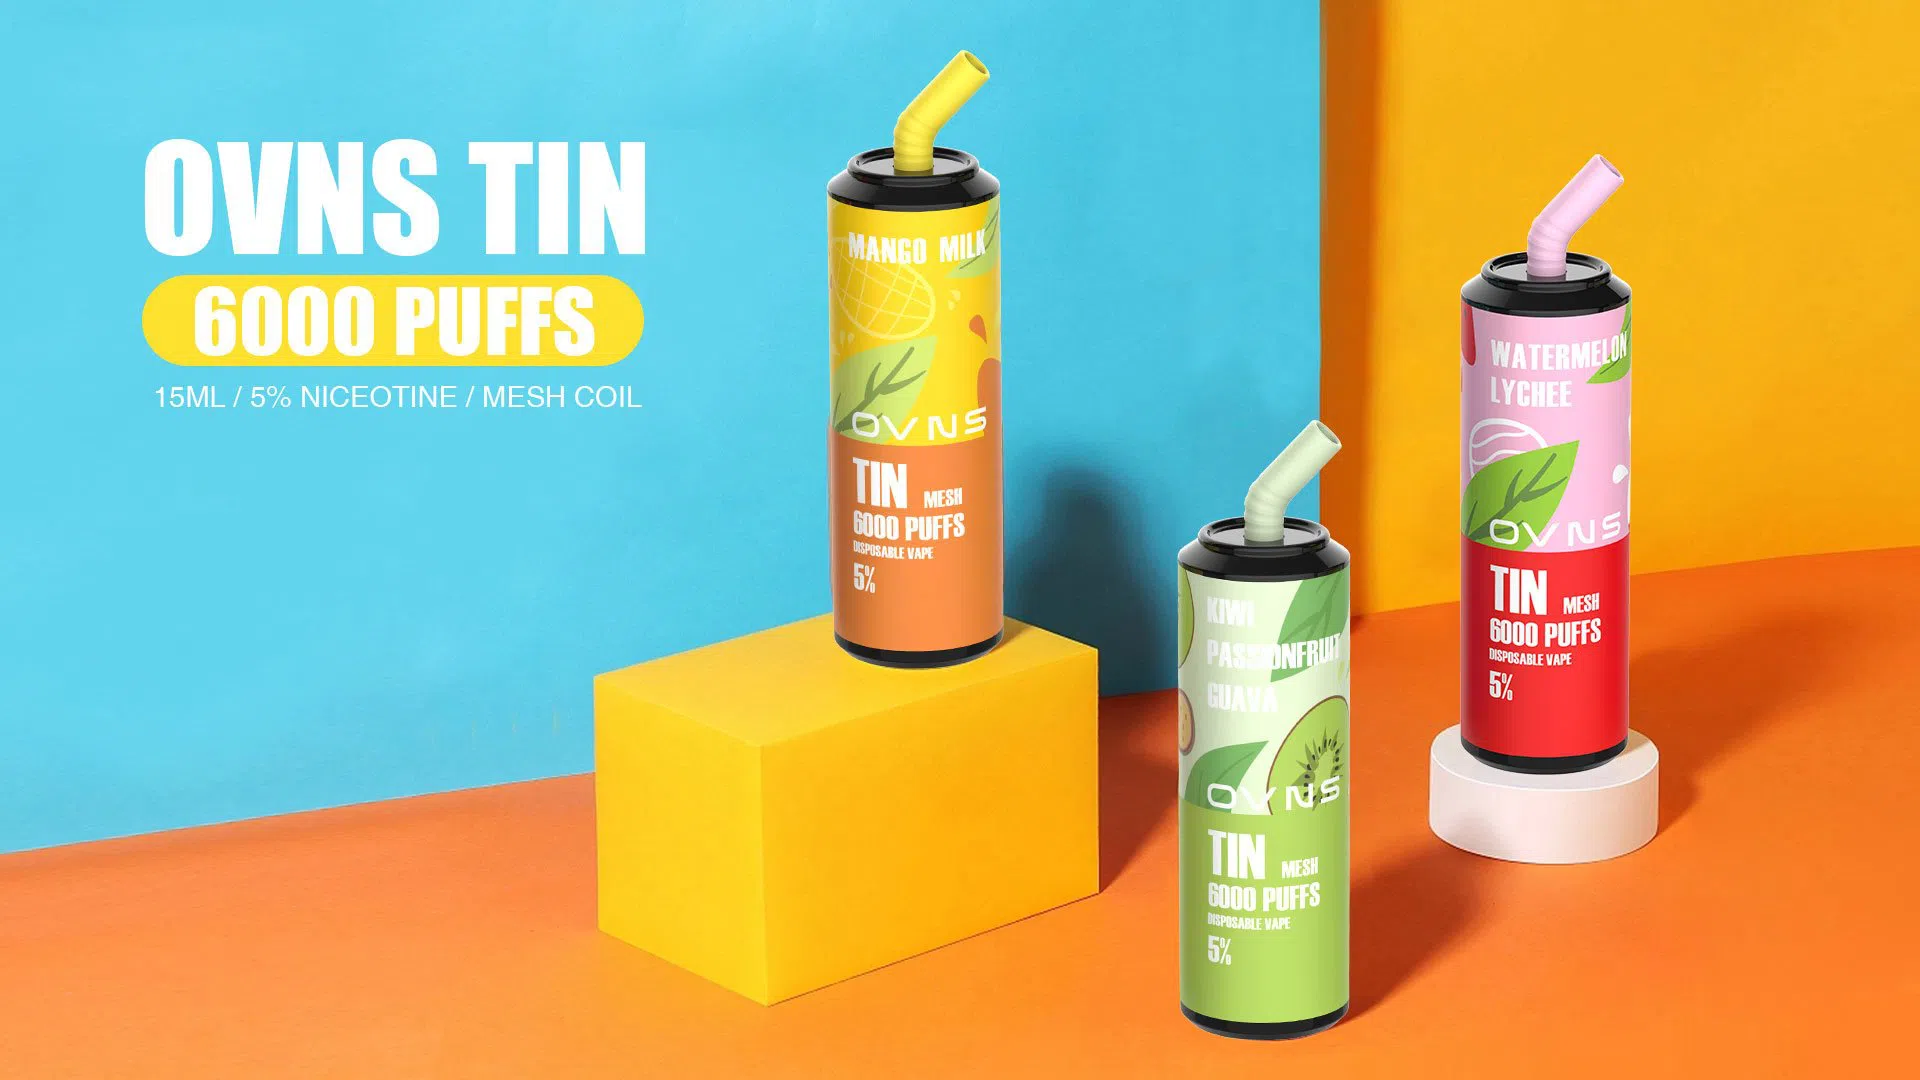 OVNS TIN
6000 PUFFS
15ML / 5% NICEOTINE / MESH COIL
MANGO MILK
OVNS
TIN MESH
6000 PUFFS
DISPOSABLE VAPE
5%
KIWI
PASSIONFRUIT
GUAVA
OVNS
TIN MESH
6000 PUFFS
DISPOSABLE VAPE
5%
WATERMELON
LYCHEE
OVNS
TIN MESH
6000 PUFFS
DISPOSABLE VAPE
5%